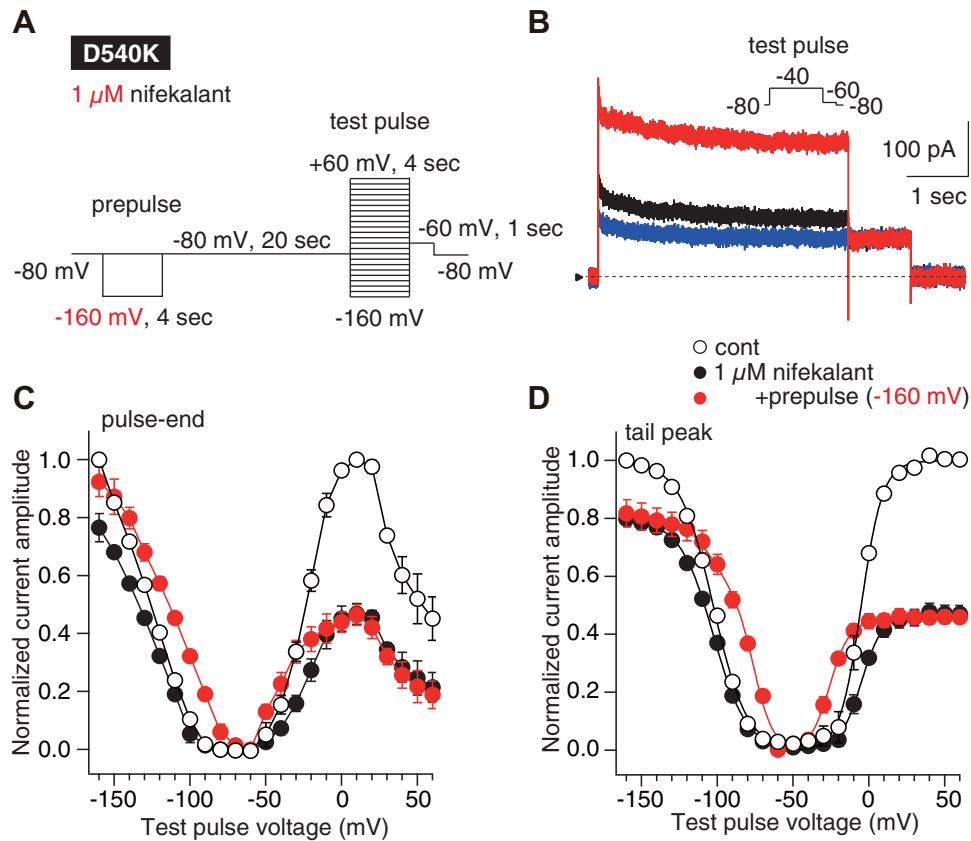 A
D540K
1 µM nifekalant
test pulse
+60 mV, 4 sec
prepulse
-80 mV, 20 sec
-60 mV, 1 sec
-80 mV
-80 mV
-160 mV, 4 sec
-160 mV
B
test pulse
-40
-60
-80
-80
100 pA
1 sec
cont
1 µM nifekalant
+prepulse (-160 mV)
C
pulse-end
Normalized current amplitude
1.0
0.8
0.6
0.4
0.2
0.0
-150
-100
-50
0
50
Test pulse voltage (mV)
D
tail peak
Normalized current amplitude
1.0
0.8
0.6
0.4
0.2
0.0
-150
-100
-50
0
50
Test pulse voltage (mV)